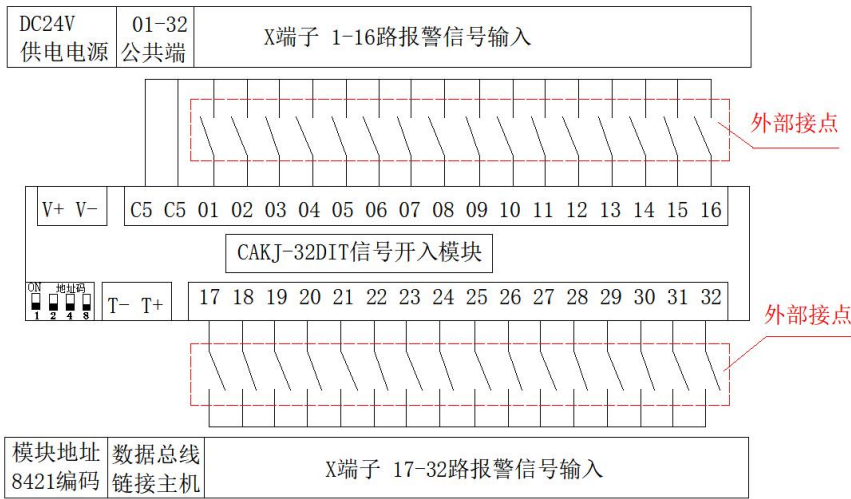 DC24V
供电电源
01-32
公共端
X端子 1-16路报警信号输入
外部接点
V+ V-
C5 C5 01 02 03 04 05 06 07 08 09 10 11 12 13 14 15 16
CAKJ-32DIT信号开入模块
ON 地址码
1 2 4 8
T- T+
17 18 19 20 21 22 23 24 25 26 27 28 29 30 31 32
外部接点
模块地址
8421编码
数据总线
链接主机
X端子 17-32路报警信号输入